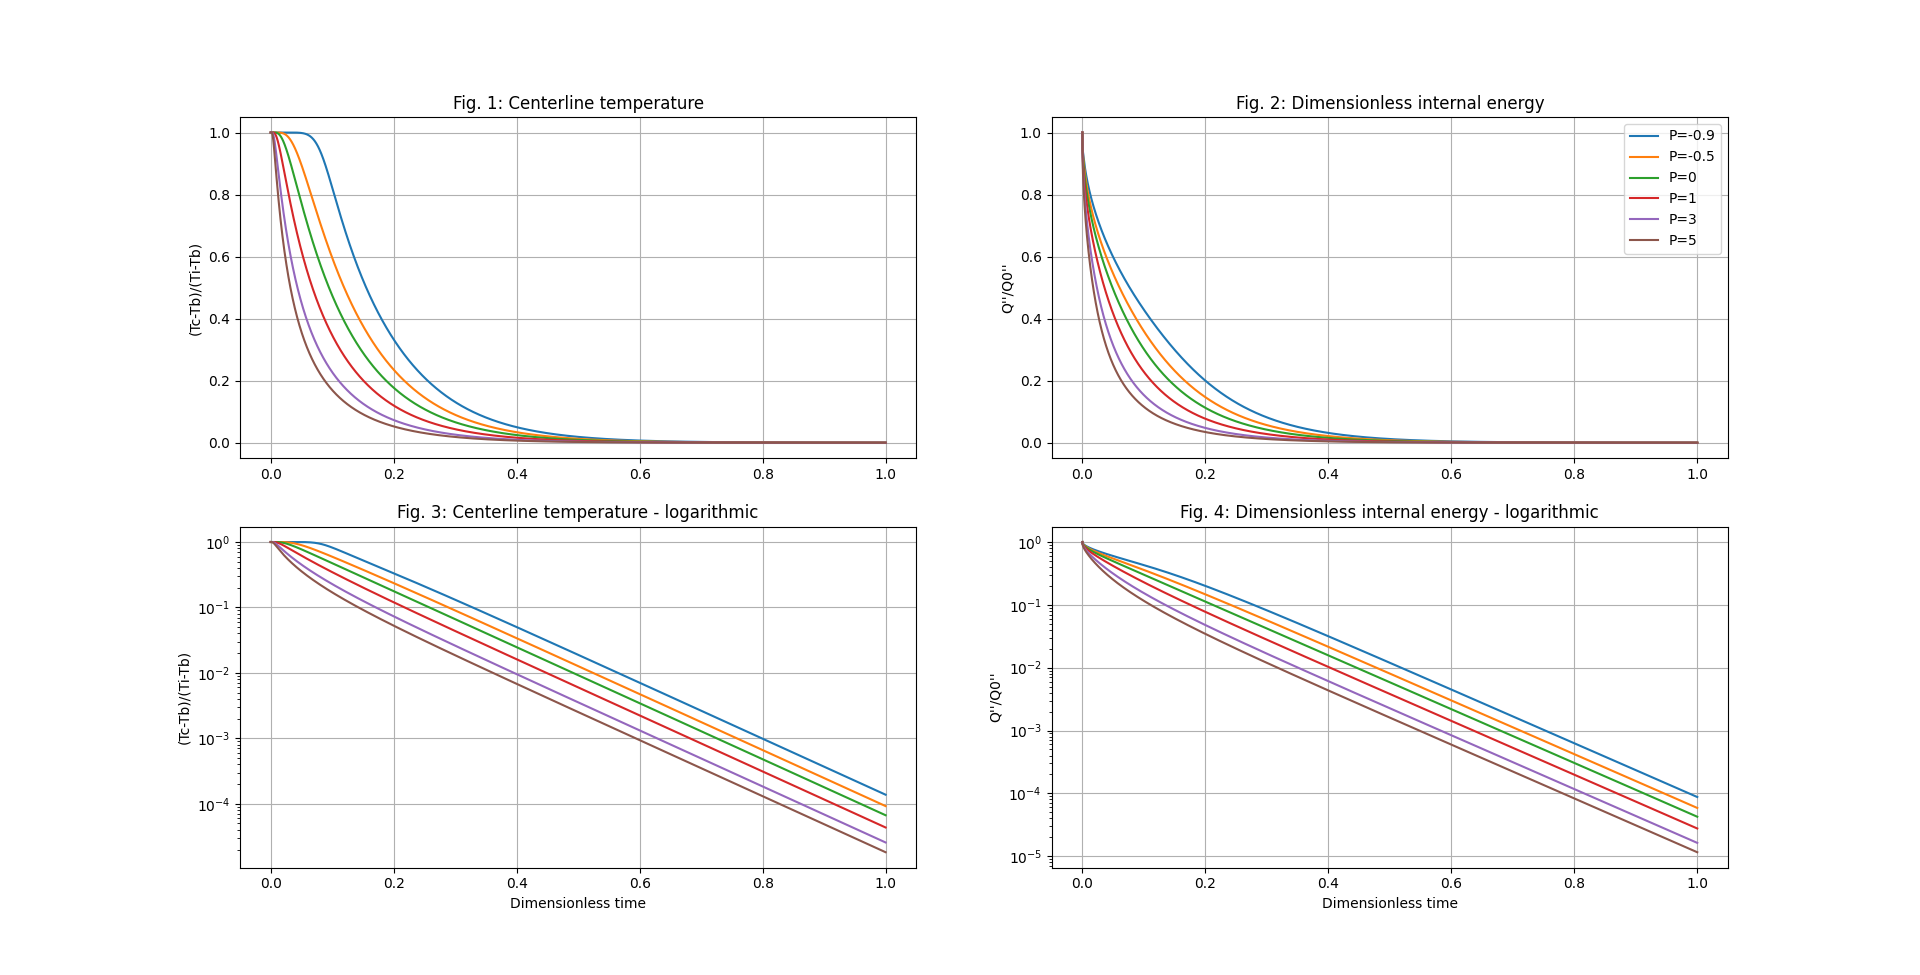 Fig. 1: Centerline temperature
(Tc-Tb)/(Ti-Tb)
1.0
0.8
0.6
0.4
0.2
0.0
0.0 0.2 0.4 0.6 0.8 1.0
Fig. 2: Dimensionless internal energy
Q''/Q0''
1.0
0.8
0.6
0.4
0.2
0.0
0.0 0.2 0.4 0.6 0.8 1.0
P=-0.9
P=-0.5
P=0
P=1
P=3
P=5
Fig. 3: Centerline temperature - logarithmic
(Tc-Tb)/(Ti-Tb)
10⁰
10⁻¹
10⁻²
10⁻³
10⁻⁴
0.0 0.2 0.4 0.6 0.8 1.0
Dimensionless time
Fig. 4: Dimensionless internal energy - logarithmic
Q''/Q0''
10⁰
10⁻¹
10⁻²
10⁻³
10⁻⁴
10⁻⁵
0.0 0.2 0.4 0.6 0.8 1.0
Dimensionless time